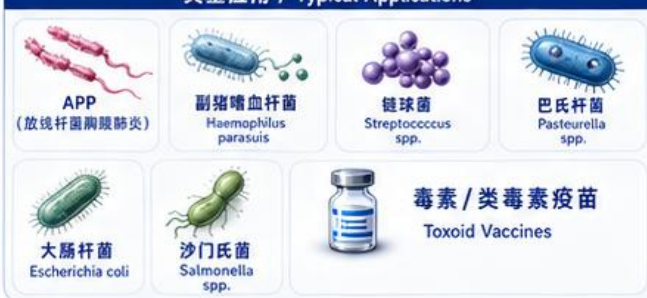 典型应用 / Typical Applications
APP
(放线杆菌胸膜肺炎)
副猪嗜血杆菌
Haemophilus
parasuis
链球菌
Streptoccccus
spp.
巴氏杆菌
Pasteurella
spp.
大肠杆菌
Escherichia coli
沙门氏菌
Salmonella
spp.
毒素 / 类毒素疫苗
Toxoid Vaccines